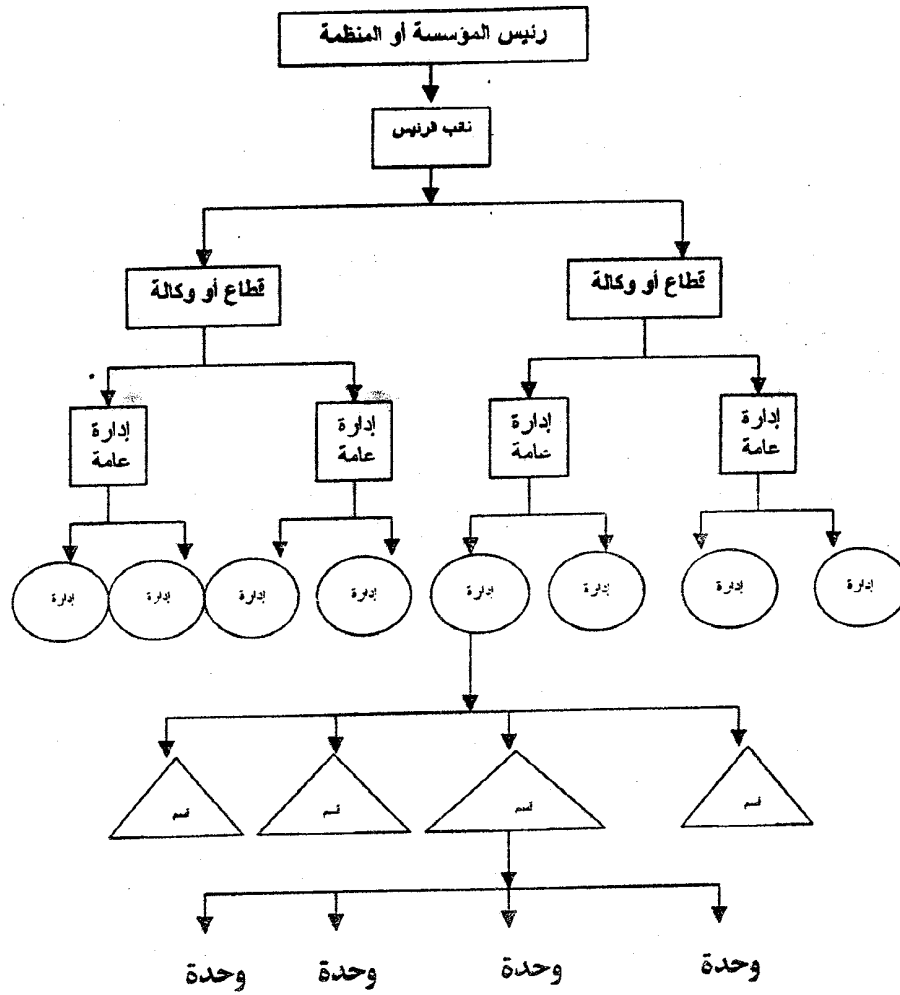 رئيس المؤسسة أو المنظمة
نائب الرئيس
قطاع أو وكالة
قطاع أو وكالة
إدارة
عامة
إدارة
عامة
إدارة
عامة
إدارة
عامة
إدارة
إدارة
إدارة
إدارة
إدارة
إدارة
إدارة
إدارة
قسم
قسم
قسم
قسم
وحدة
وحدة
وحدة
وحدة